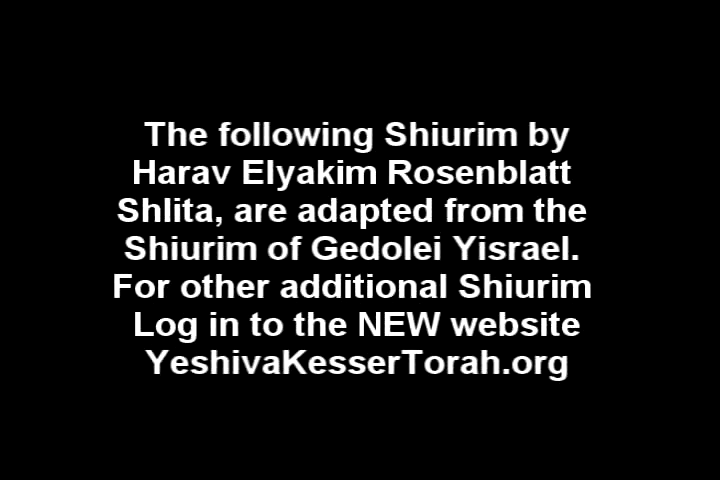 The following Shiurim by
Harav Elyakim Rosenblatt
Shlita, are adapted from the
Shiurim of Gedolei Yisrael.
For other additional Shiurim
Log in to the NEW website
YeshivaKesserTorah.org